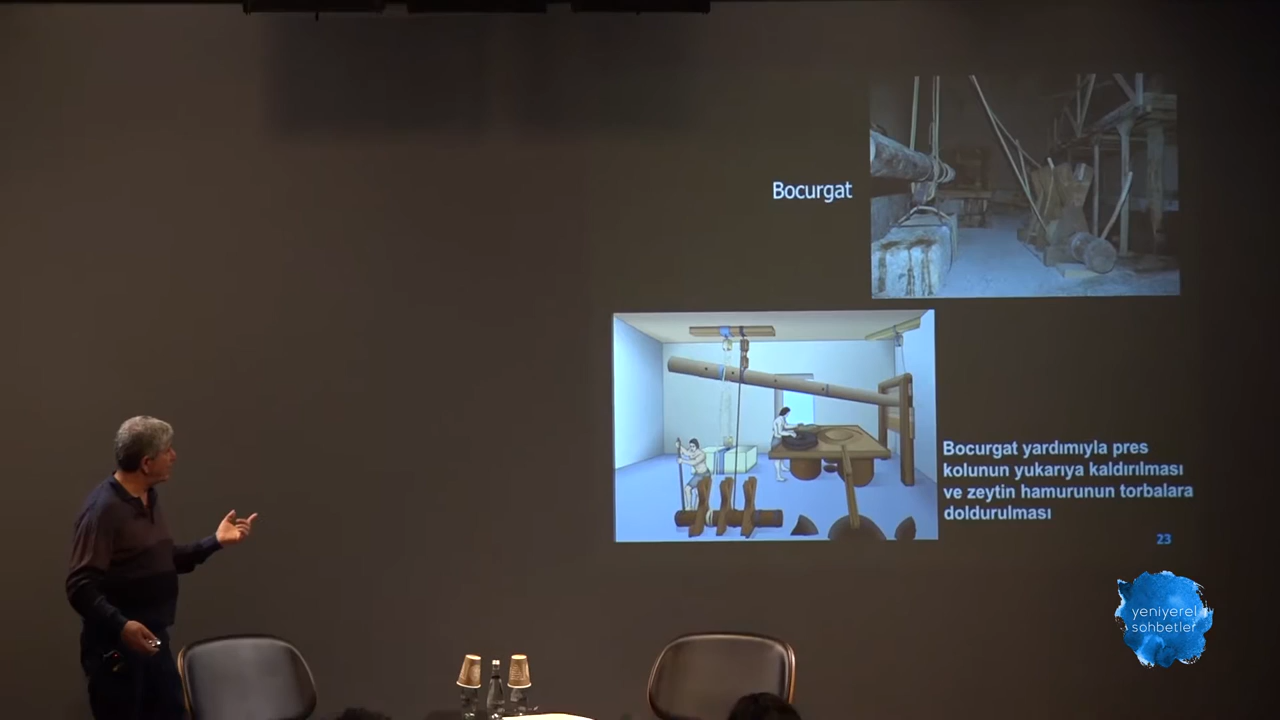 Bocurgat
Bocurgat yardımıyla pres
kolunun yukarıya kaldırılması
ve zeytin hamurunun torbalara
doldurulması
23
yeniyerel
sohbetler